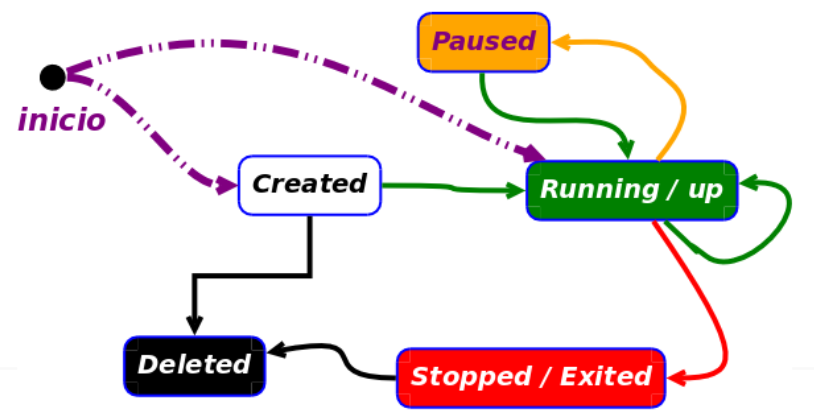 Paused
inicio
Created
Running / up
Deleted
Stopped / Exited